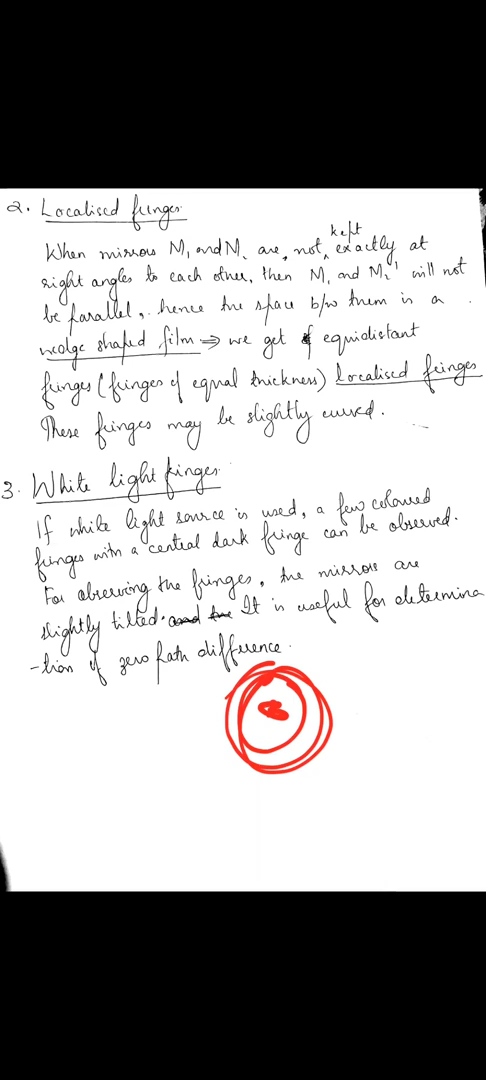 2. Localised fringes.
kept
When mirrors M1 and M2 are not, exactly at
right angles to each other, then M1 and M2' will not
be parallel, hence the space b/w them is a
wedge shaped film ⇒ we get equidistant
fringes (fringes of equal thickness) Localised fringes
These fringes may be slightly curved.
3. White light fringes.
If white light source is used, a few coloured
fringes with a central dark fringe can be observed.
For observing the fringes, the mirrors are
slightly tilted. and the It is useful for determina
-tion of zero path difference.